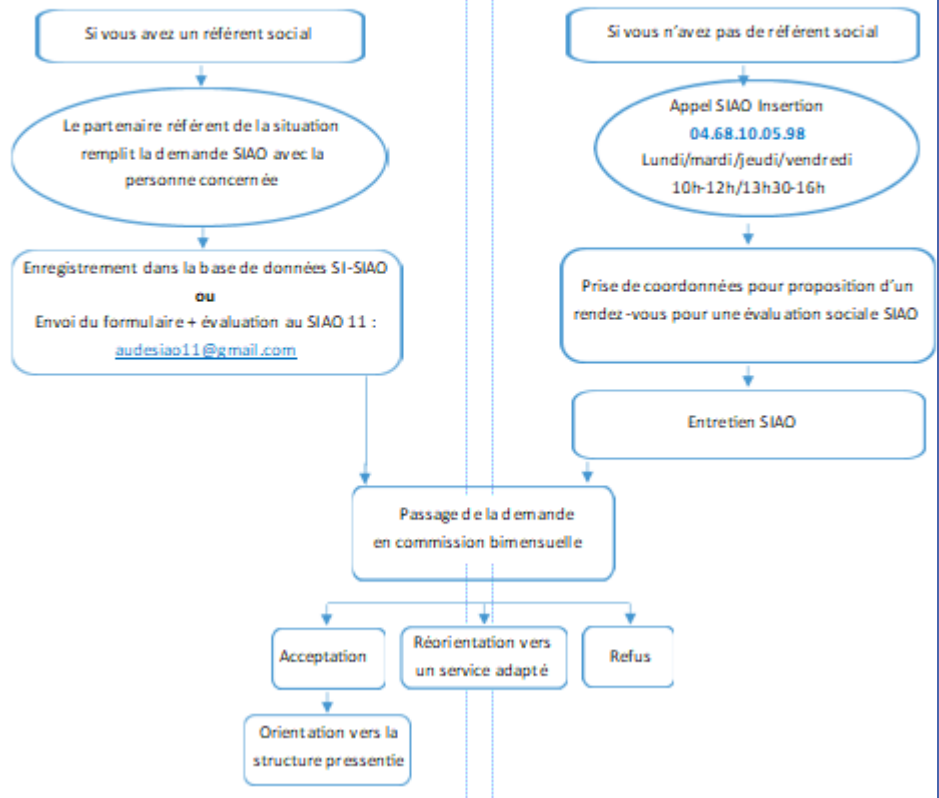 Si vous avez un référent social
Le partenaire référent de la situation
remplit la demande SIAO avec la
personne concernée
Enregistrement dans la base de données SI-SIAO
ou
Envoi du formulaire + évaluation au SIAO 11 :
audesiao11@gmail.com
Si vous n'avez pas de référent social
Appel SIAO Insertion
04.68.10.05.98
Lundi/mardi/jeudi/vendredi
10h-12h/13h30-16h
Prise de coordonnées pour proposition d'un
rendez-vous pour une évaluation sociale SIAO
Entretien SIAO
Passage de la demande
en commission bimensuelle
Acceptation
Réorientation vers
un service adapté
Refus
Orientation vers la
structure pressentie